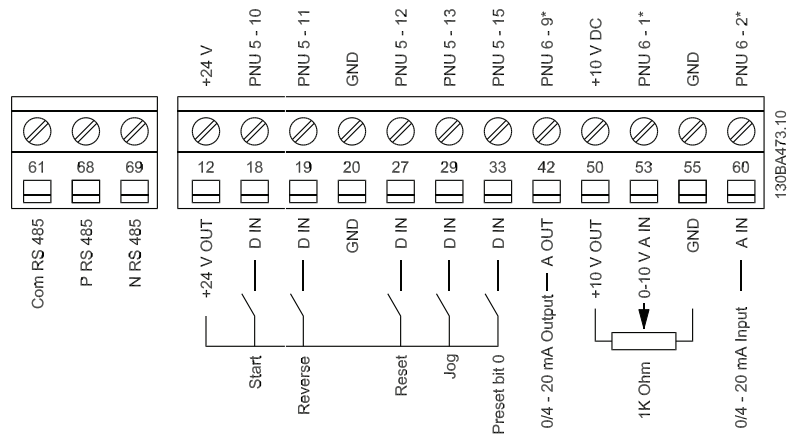 +24 V
PNU 5 - 10
PNU 5 - 11
GND
PNU 5 - 12
PNU 5 - 13
PNU 5 - 15
PNU 6 - 9*
+10 V DC
PNU 6 - 1*
GND
PNU 6 - 2*
61 68 69
12 18 19 20 27 29 33 42 50 53 55 60
130BA473.10
Com RS 485
P RS 485
N RS 485
+24 V OUT
D IN
D IN
GND
D IN
D IN
D IN
0/4 - 20 mA Output — A OUT
+10 V OUT
0-10 V A IN
GND
0/4 - 20 mA Input — A IN
Start
Reverse
Reset
Jog
Preset bit 0
1K Ohm